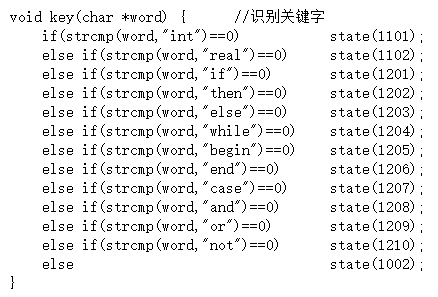 void key(char *word) {      //识别关键字
    if(strcmp(word,"int")==0)           state(1101);
    else if(strcmp(word,"real")==0)     state(1102);
    else if(strcmp(word,"if")==0)       state(1201);
    else if(strcmp(word,"then")==0)     state(1202);
    else if(strcmp(word,"else")==0)     state(1203);
    else if(strcmp(word,"while")==0)    state(1204);
    else if(strcmp(word,"begin")==0)    state(1205);
    else if(strcmp(word,"end")==0)      state(1206);
    else if(strcmp(word,"case")==0)     state(1207);
    else if(strcmp(word,"and")==0)      state(1208);
    else if(strcmp(word,"or")==0)       state(1209);
    else if(strcmp(word,"not")==0)      state(1210);
    else                                state(1002);
}